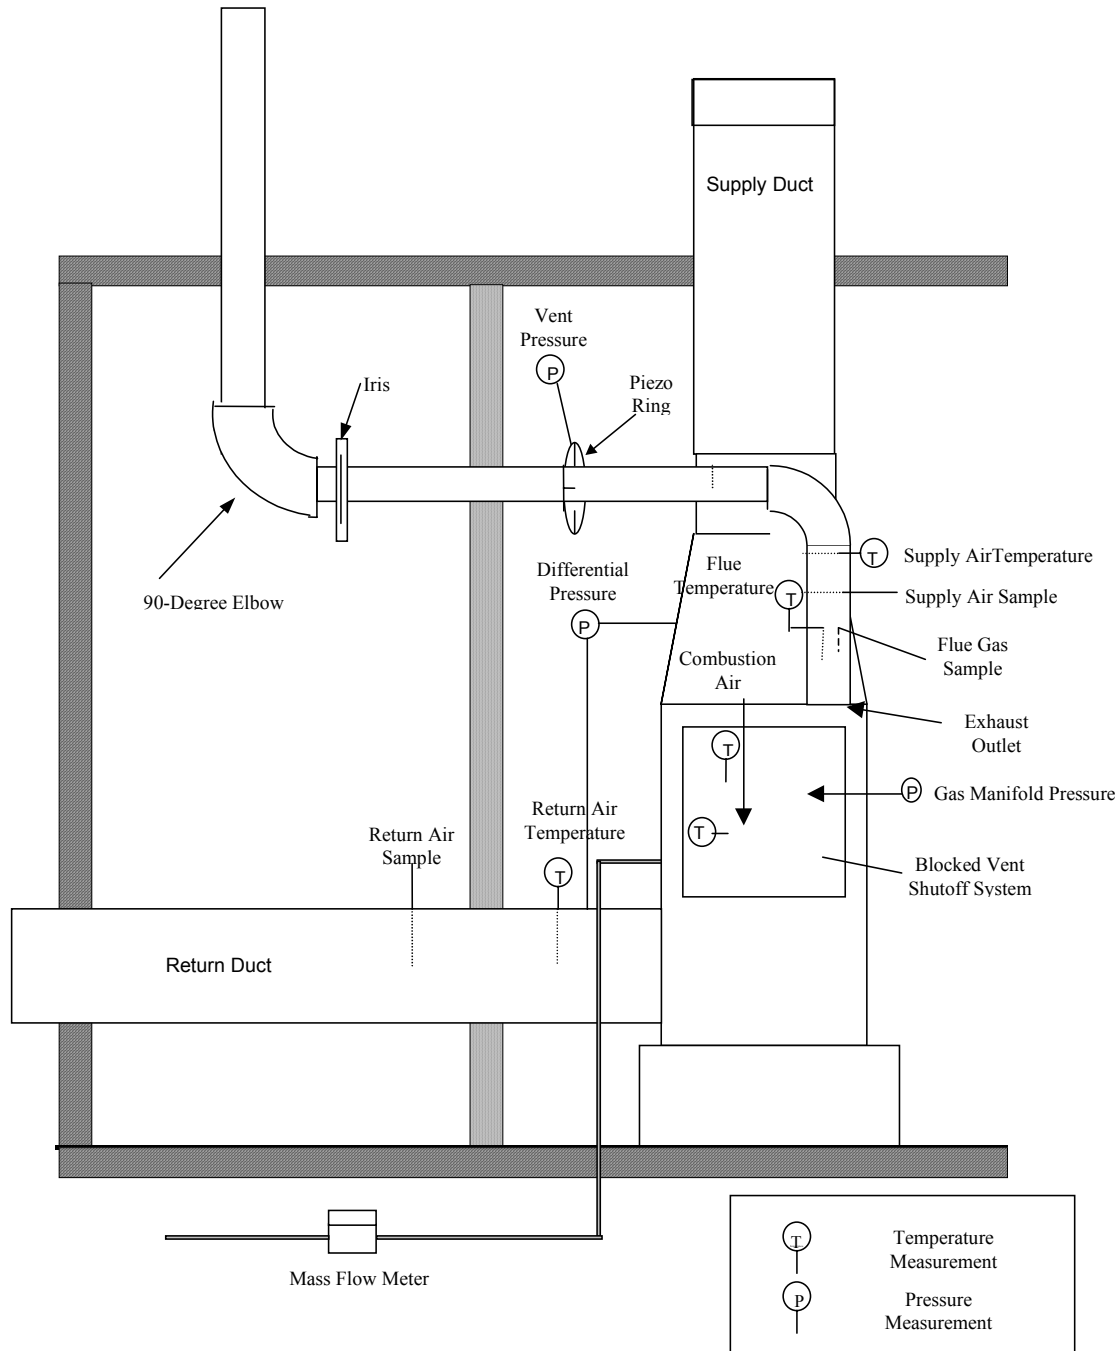 Supply Duct
Vent
Pressure
P
Iris
Piezo
Ring
90-Degree Elbow
Differential
Pressure
P
Flue
Temperature
T
T
Supply AirTemperature
Supply Air Sample
Flue Gas
Sample
Combustion
Air
Exhaust
Outlet
T
T
P
Gas Manifold Pressure
Return Air
Sample
Return Air
Temperature
T
Blocked Vent
Shutoff System
Return Duct
Mass Flow Meter
T
Temperature
Measurement
P
Pressure
Measurement